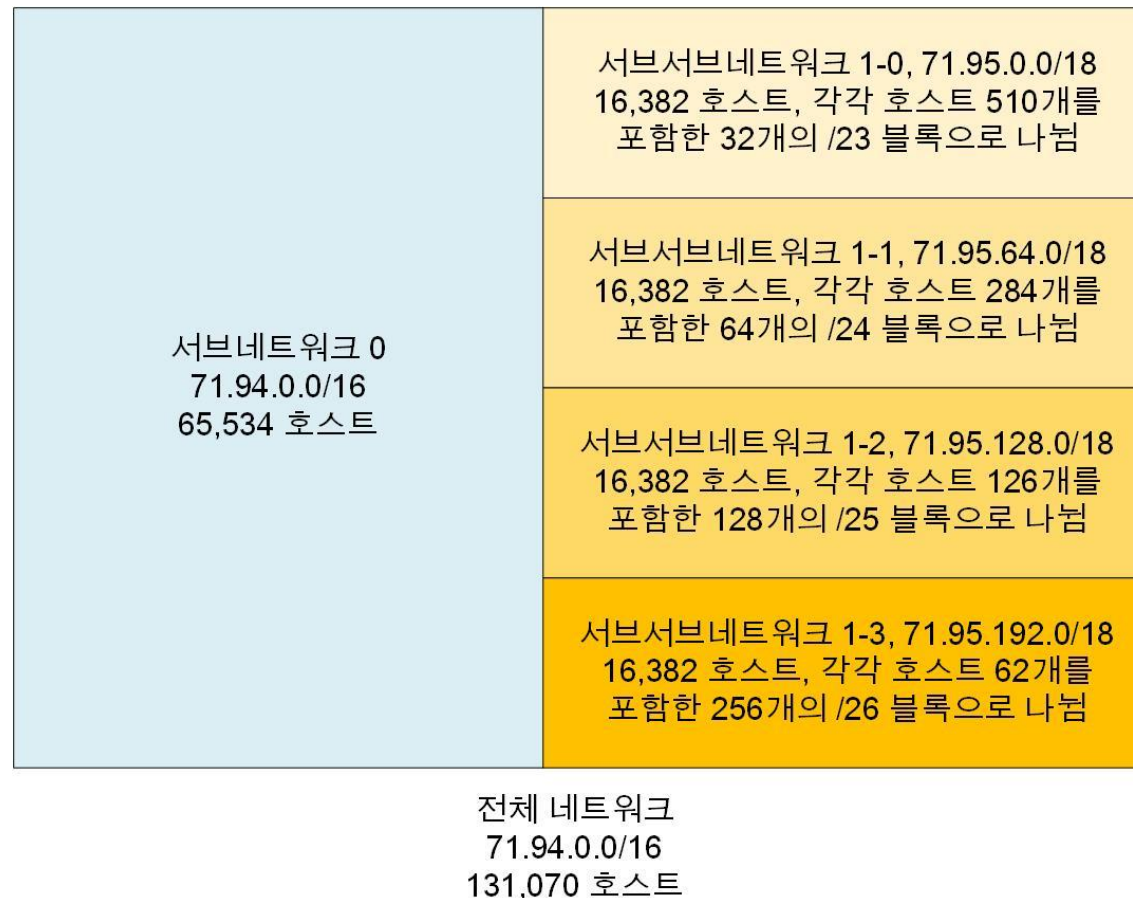 서브네트워크 0
71.94.0.0/16
65,534 호스트
서브서브네트워크 1-0, 71.95.0.0/18
16,382 호스트, 각각 호스트 510개를
포함한 32개의 /23 블록으로 나뉨
서브서브네트워크 1-1, 71.95.64.0/18
16,382 호스트, 각각 호스트 284개를
포함한 64개의 /24 블록으로 나뉨
서브서브네트워크 1-2, 71.95.128.0/18
16,382 호스트, 각각 호스트 126개를
포함한 128개의 /25 블록으로 나뉨
서브서브네트워크 1-3, 71.95.192.0/18
16,382 호스트, 각각 호스트 62개를
포함한 256개의 /26 블록으로 나뉨
전체 네트워크
71.94.0.0/16
131,070 호스트